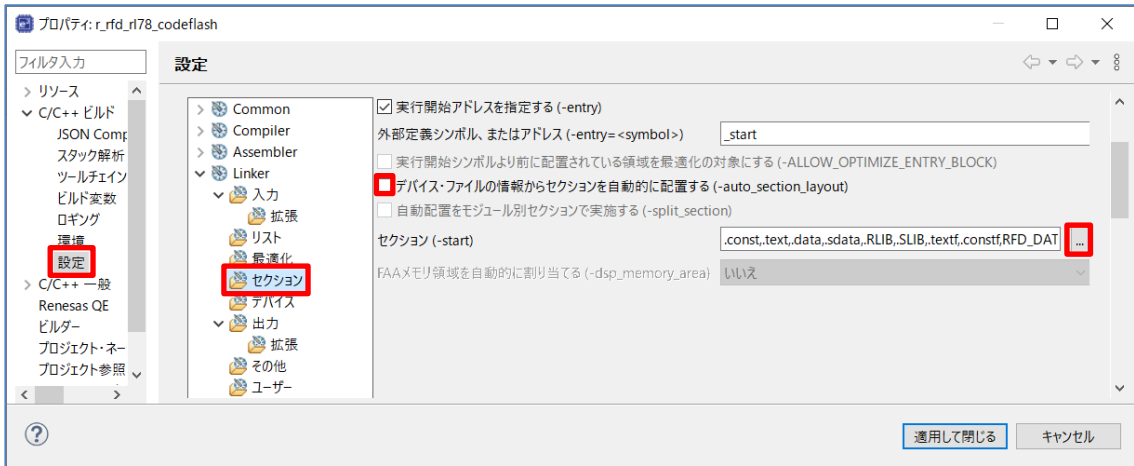 プロパティ: r_rfd_rl78_codeflash
フィルタ入力
設定
リソース
C/C++ ビルド
JSON Comp
スタック解析
ツールチェイン
ビルド変数
ロギング
環境
設定
C/C++ 一般
Renesas QE
ビルダー
プロジェクト・ネー
プロジェクト参照
Common
Compiler
Assembler
Linker
入力
拡張
リスト
最適化
セクション
デバイス
出力
拡張
その他
ユーザー
実行開始アドレスを指定する (-entry)
外部定義シンボル、またはアドレス (-entry=<symbol>) _start
実行開始シンボルより前に配置されている領域を最適化の対象にする (-ALLOW_OPTIMIZE_ENTRY_BLOCK)
デバイス・ファイルの情報からセクションを自動的に配置する (-auto_section_layout)
自動配置をモジュール別セクションで実施する (-split_section)
セクション (-start) .const,.text,.data,.sdata,.RLIB,.SLIB,.textf,.constf,RFD_DAT ...
FAAメモリ領域を自動的に割り当てる (-dsp_memory_area) いいえ
適用して閉じる キャンセル